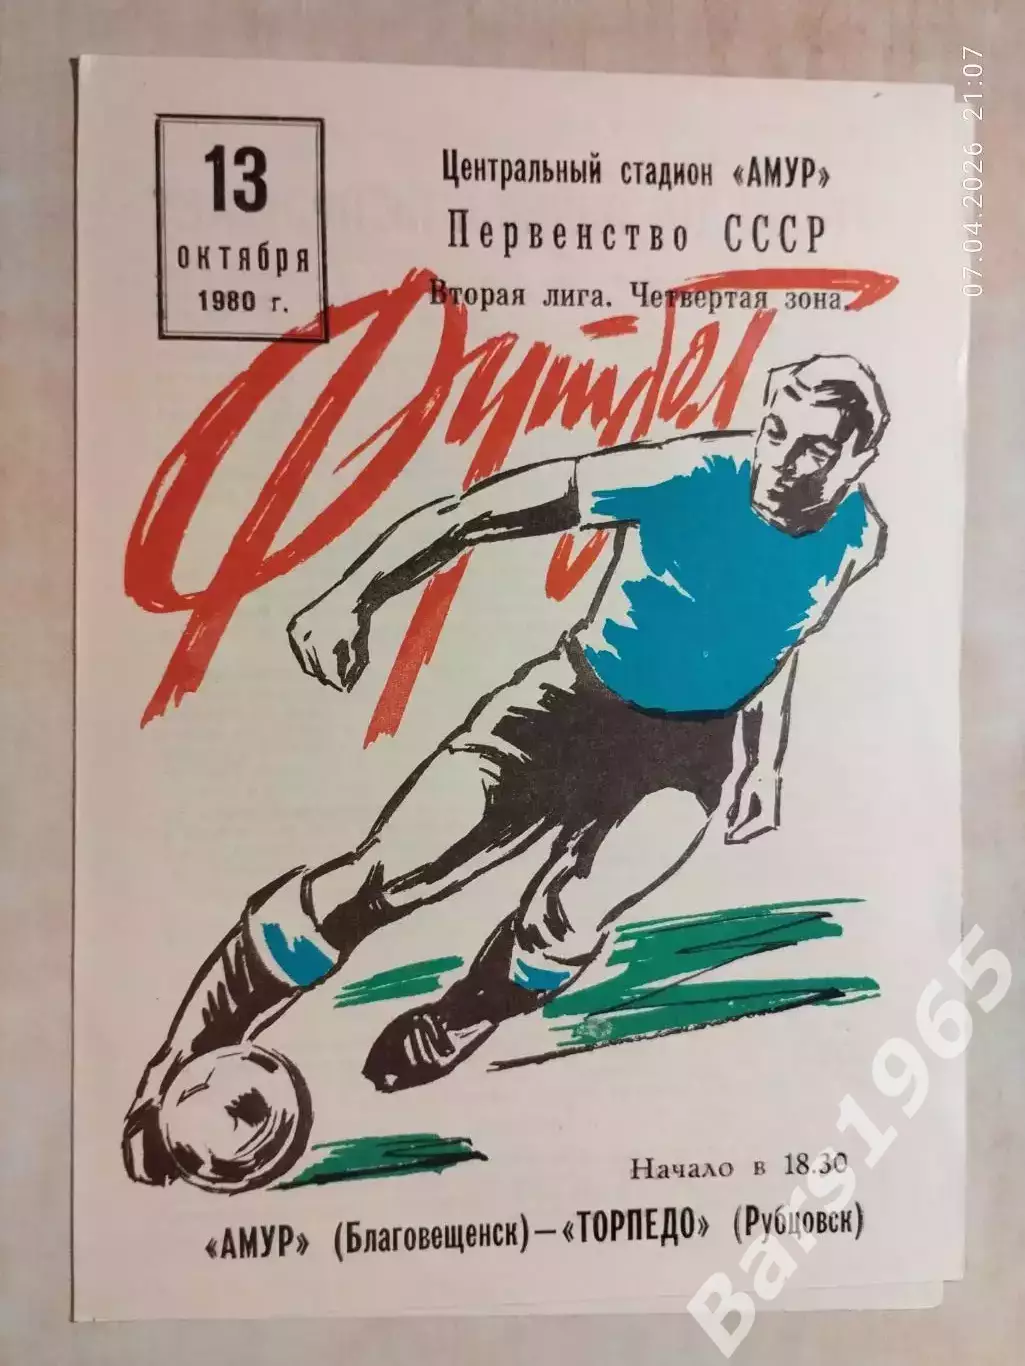 13
октября
1980 г.
Центральный стадион «АМУР»
Первенство СССР
Вторая лига. Четвертая зона.
Футбол
Начало в 18.30
«АМУР» (Благовещенск) — «ТОРПЕДО» (Рубцовск)
07.04.2026 21:07
Bars1965